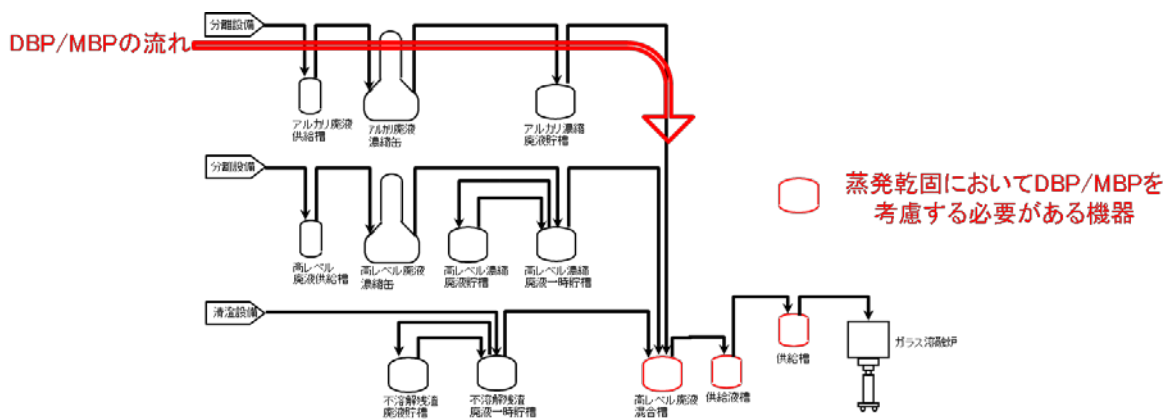 分離設備
DBP/MBPの流れ
アルカリ廃液
供給槽
アルカリ廃液
濃縮缶
アルカリ濃縮
廃液貯槽
分離設備
蒸発乾固においてDBP/MBPを
考慮する必要がある機器
高レベル
廃液供給槽
高レベル廃液
濃縮缶
高レベル濃縮
廃液貯槽
高レベル濃縮
廃液一時貯槽
清澄設備
不溶解残渣
廃液貯槽
不溶解残渣
廃液一時貯槽
高レベル廃液
混合槽
供給液槽
供給槽
ガラス溶融炉